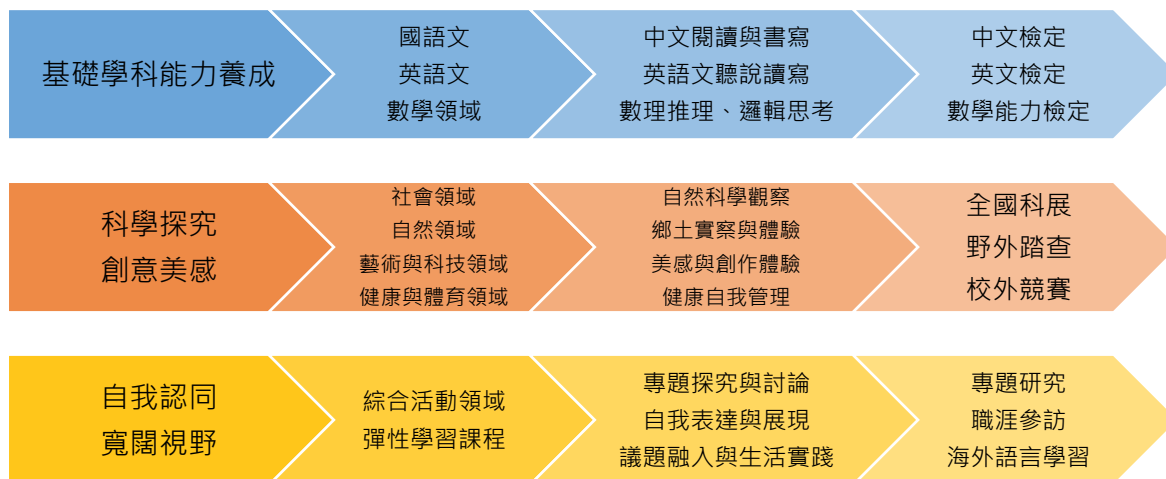 基礎學科能力養成
國語文
英語文
數學領域
中文閱讀與書寫
英語文聽說讀寫
數理推理、邏輯思考
中文檢定
英文檢定
數學能力檢定
科學探究
創意美感
社會領域
自然領域
藝術與科技領域
健康與體育領域
自然科學觀察
鄉土實察與體驗
美感與創作體驗
健康自我管理
全國科展
野外踏查
校外競賽
自我認同
寬闊視野
綜合活動領域
彈性學習課程
專題探究與討論
自我表達與展現
議題融入與生活實踐
專題研究
職涯參訪
海外語言學習